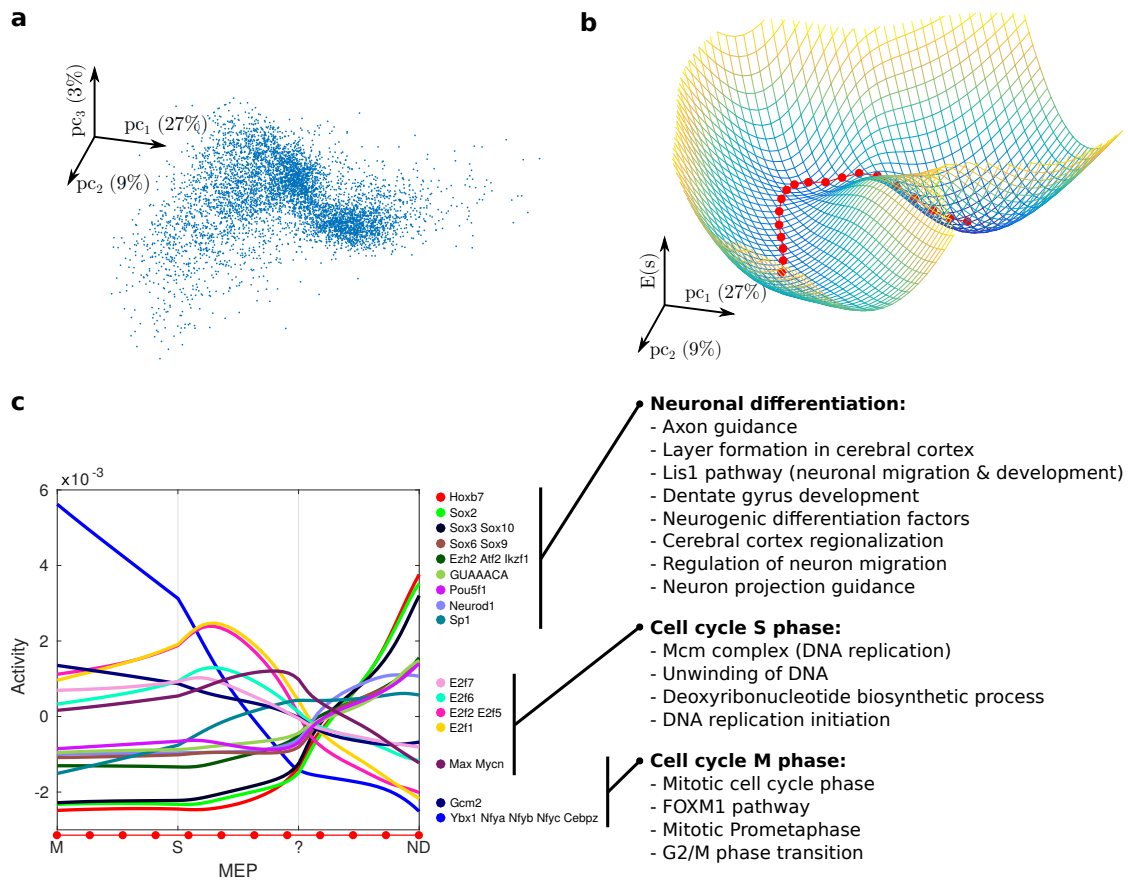 a
pc3 (3%)
pc1 (27%)
pc2 (9%)
b
E(s)
pc1 (27%)
pc2 (9%)
c
×10^-3
6
4
2
0
-2
Activity
M
S
?
ND
MEP
Hoxb7
Sox2
Sox3 Sox10
Sox6 Sox9
Ezh2 Atf2 Ikzf1
GUAAACA
Pou5f1
Neurod1
Sp1
E2f7
E2f6
E2f2 E2f5
E2f1
Max Mycn
Gcm2
Ybx1 Nfya Nfyb Nfyc Cebpz
Neuronal differentiation:
- Axon guidance
- Layer formation in cerebral cortex
- Lis1 pathway (neuronal migration & development)
- Dentate gyrus development
- Neurogenic differentiation factors
- Cerebral cortex regionalization
- Regulation of neuron migration
- Neuron projection guidance
Cell cycle S phase:
- Mcm complex (DNA replication)
- Unwinding of DNA
- Deoxyribonucleotide biosynthetic process
- DNA replication initiation
Cell cycle M phase:
- Mitotic cell cycle phase
- FOXM1 pathway
- Mitotic Prometaphase
- G2/M phase transition